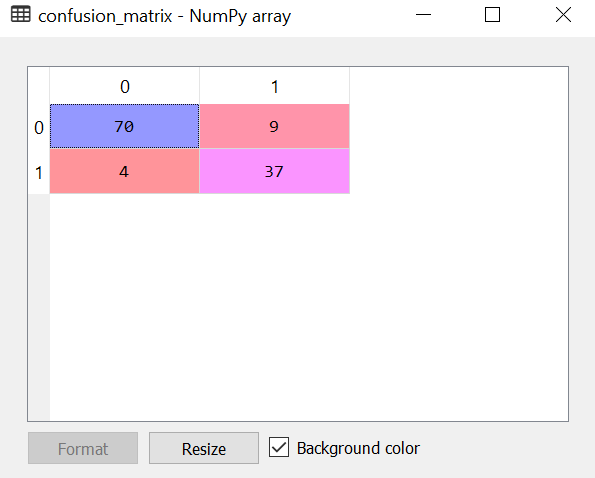 confusion_matrix - NumPy array
0 1
0 70 9
1 4 37
Format Resize Background color